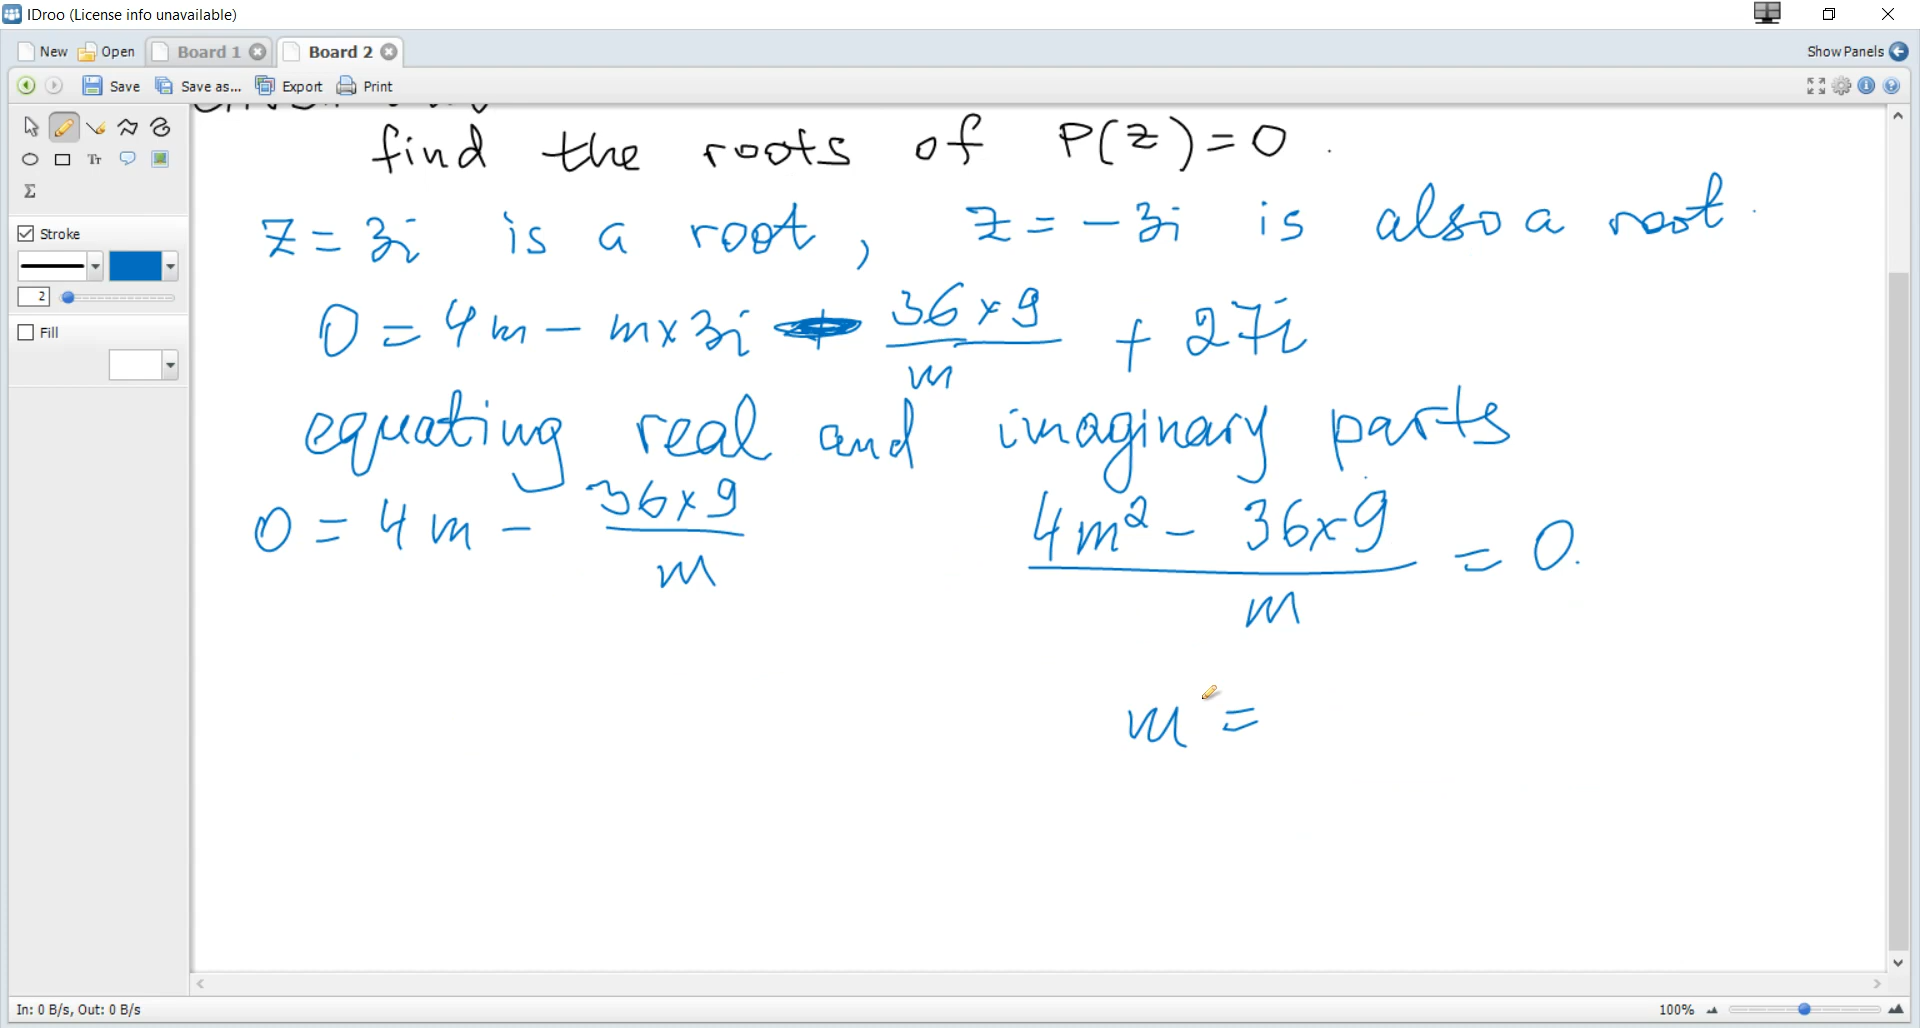 IDroo (License info unavailable)
New Open Board 1 Board 2 Show Panels
Save Save as... Export Print
find the roots of P(z) = 0 .
Tr
Σ
Stroke
z = 3i is a root , z = - 3i is also a root .
2
0 = 4m - m x 3i - 36 x 9 / m + 27i
Fill
equating real and imaginary parts
0 = 4m - 36 x 9 / m 4m² - 36 x 9 / m = 0 .
m =
In: 0 B/s, Out: 0 B/s 100%